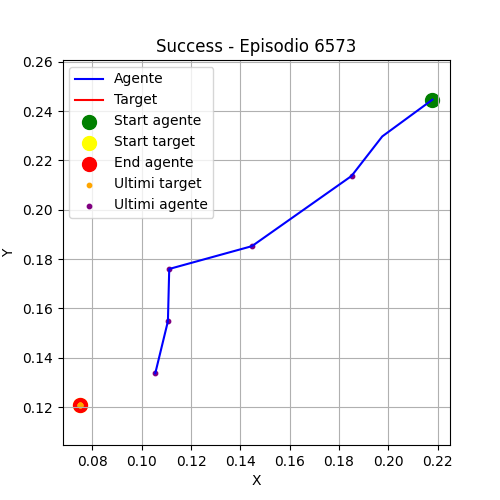 Success - Episodio 6573
0.26
0.24
0.22
0.20
0.18
0.16
0.14
0.12
Y
Agente
Target
Start agente
Start target
End agente
Ultimi target
Ultimi agente
0.08 0.10 0.12 0.14 0.16 0.18 0.20 0.22
X